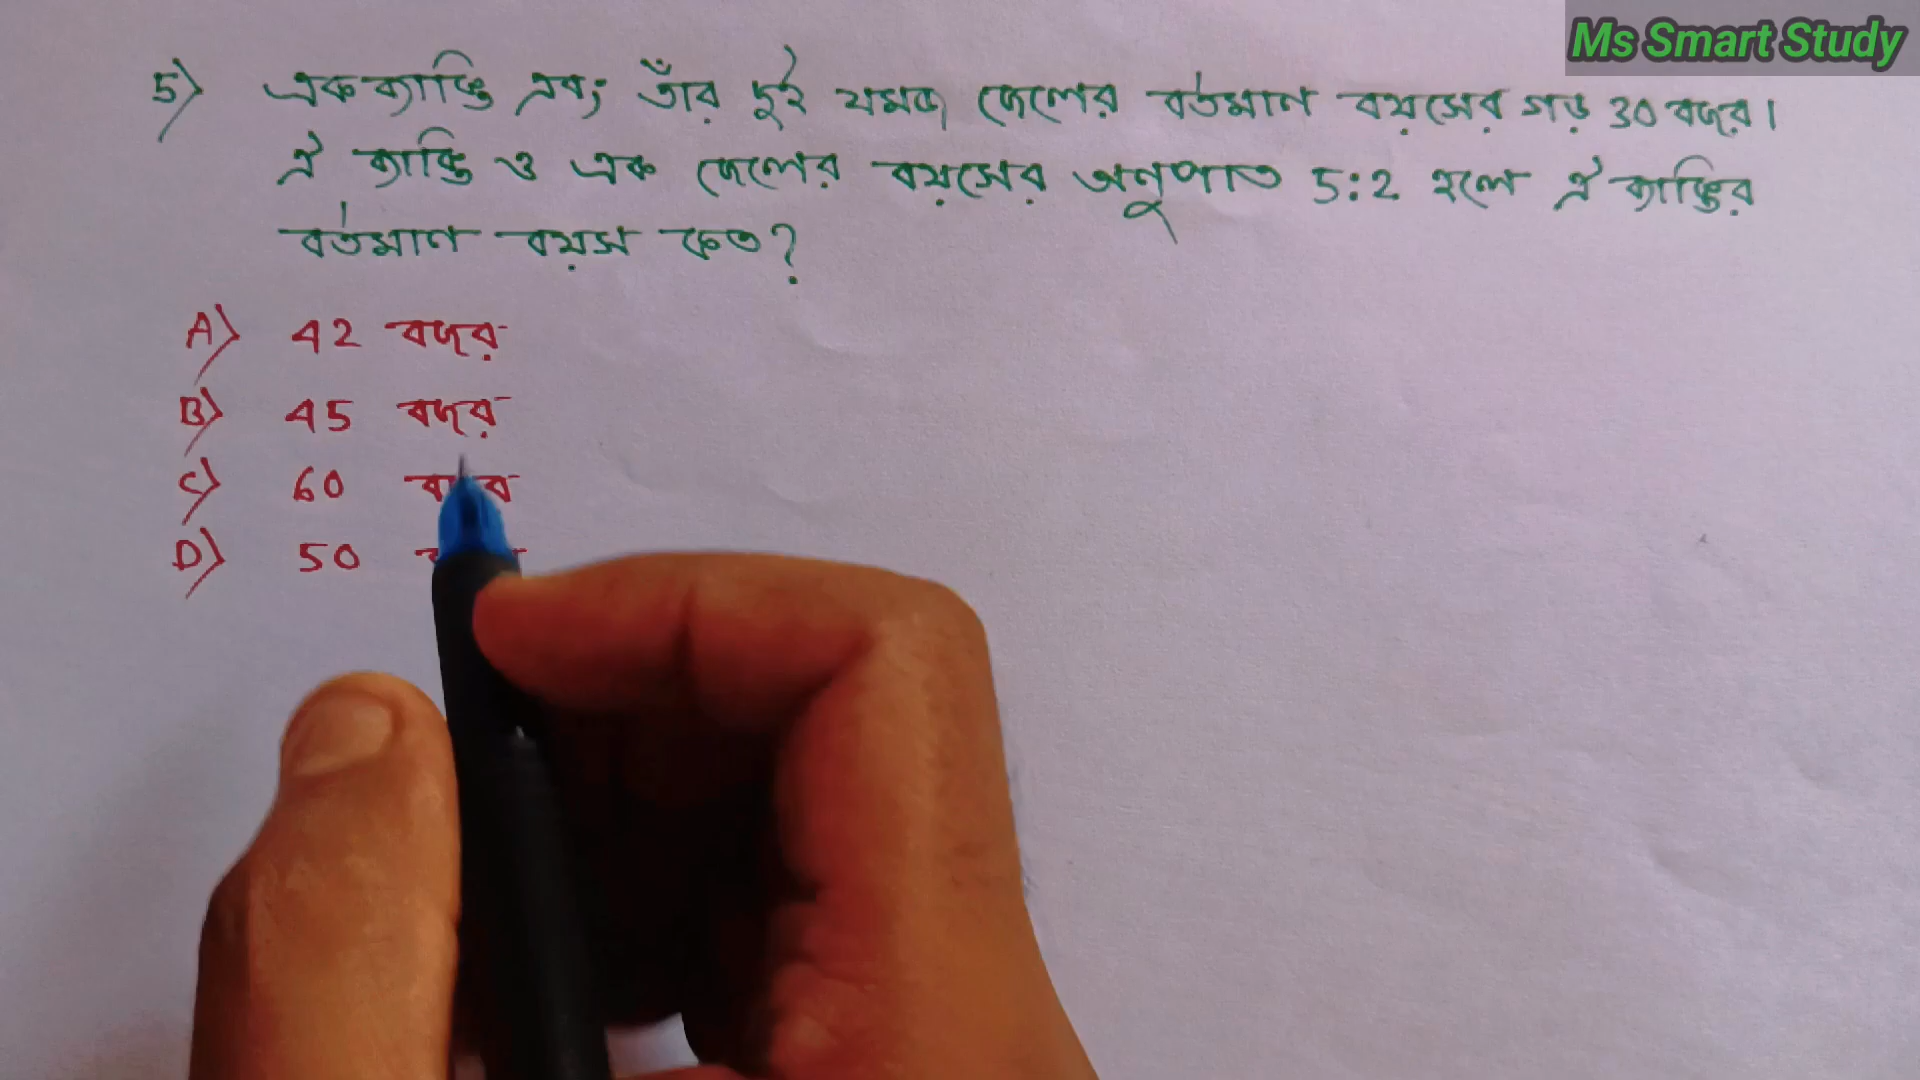 Ms Smart Study
5) এক ব্যক্তি এবং তাঁর দুই যমজ ছেলের বর্তমান বয়সের গড় 30 বছর।
ঐ ব্যক্তি ও এক ছেলের বয়সের অনুপাত 5:2 হলে ঐ ব্যক্তির
বর্তমান বয়স কত?
A) 42 বছর
B) 45 বছর
C) 60
D) 50